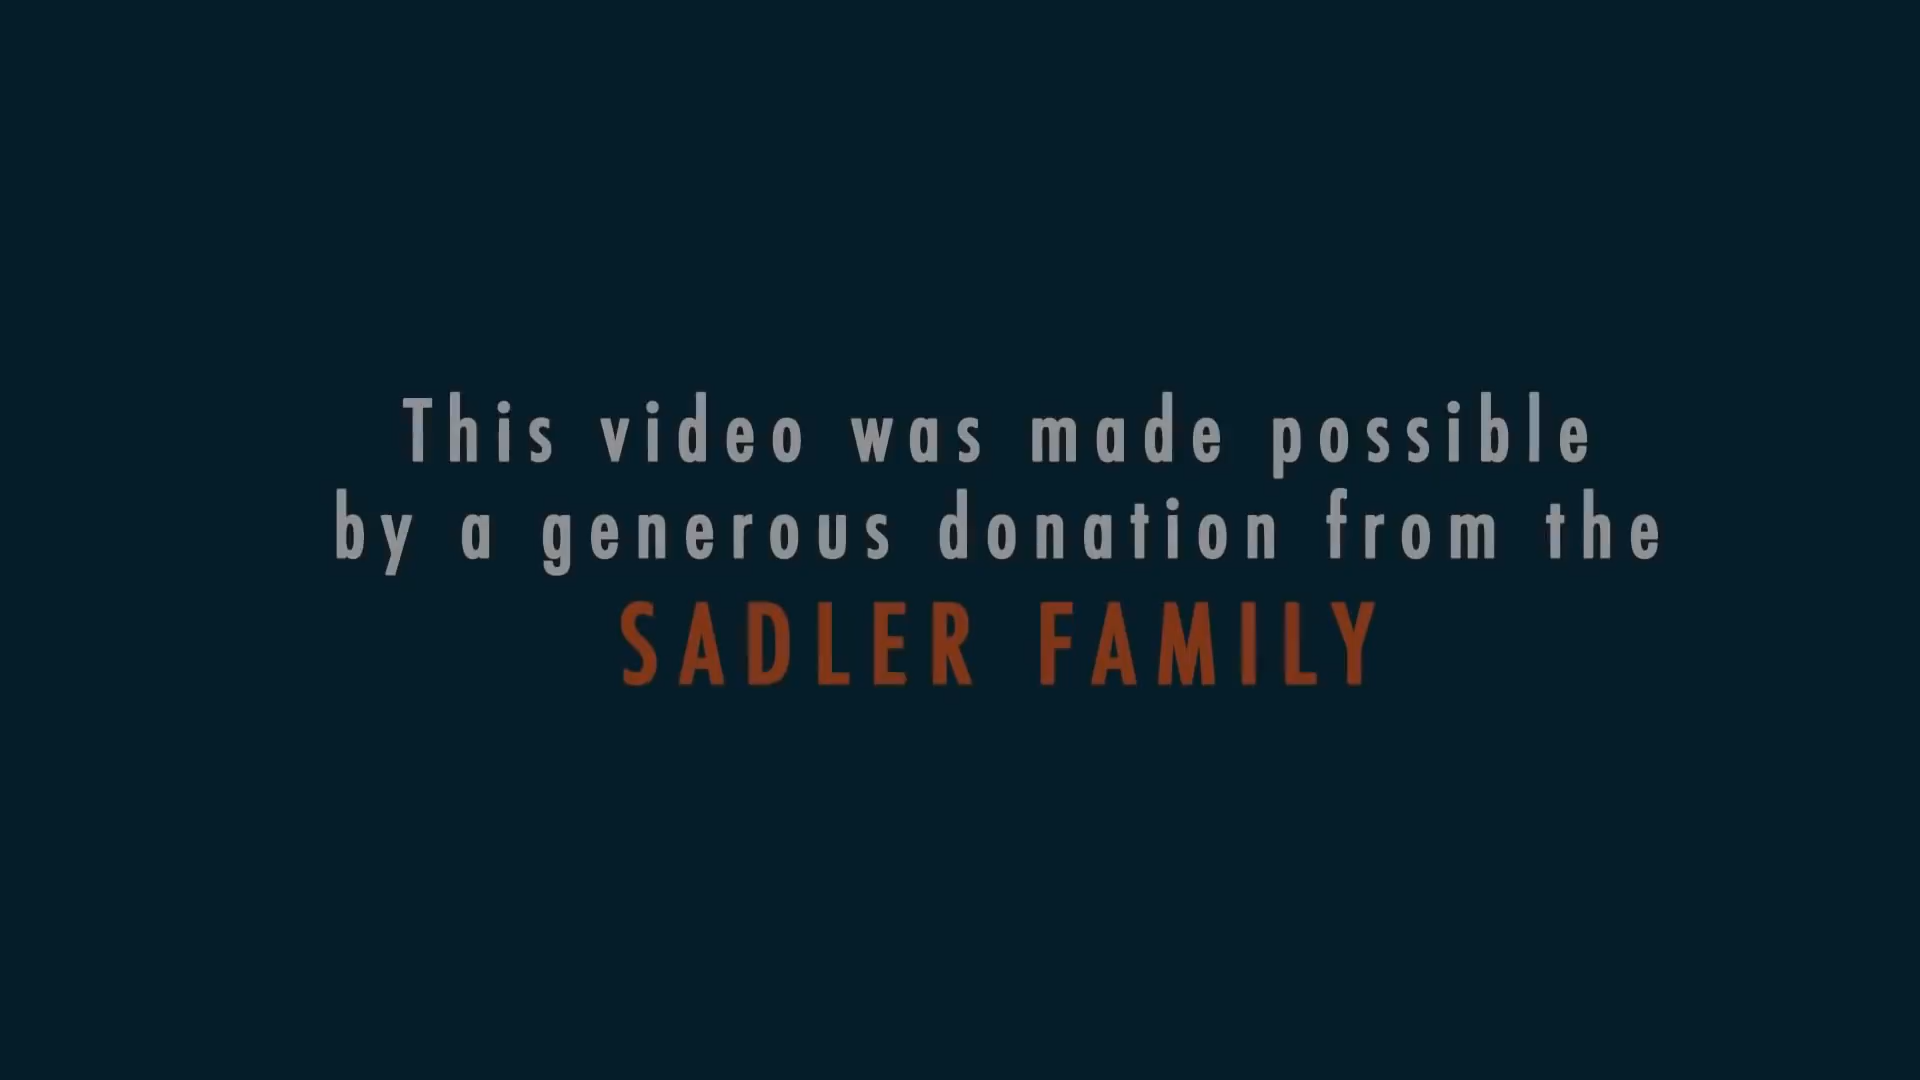 This video was made possible
by a generous donation from the
SADLER FAMILY